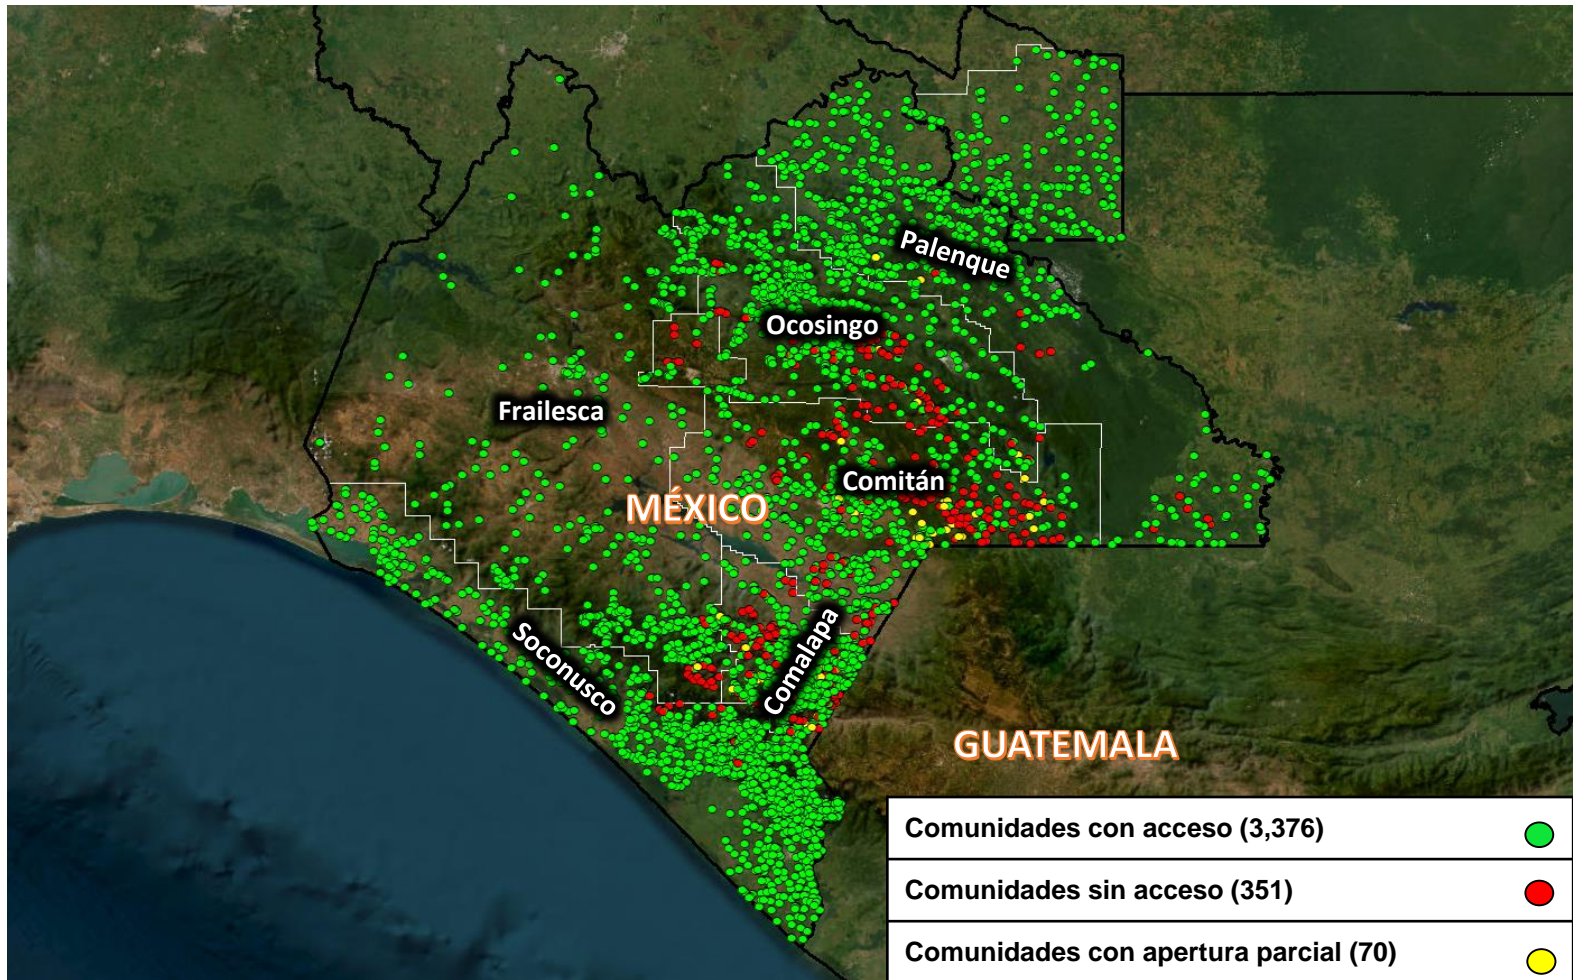 Palenque
Ocosingo
Frailesca
Comitán
MÉXICO
Soconusco
Comalapa
GUATEMALA
Comunidades con acceso (3,376)
Comunidades sin acceso (351)
Comunidades con apertura parcial (70)